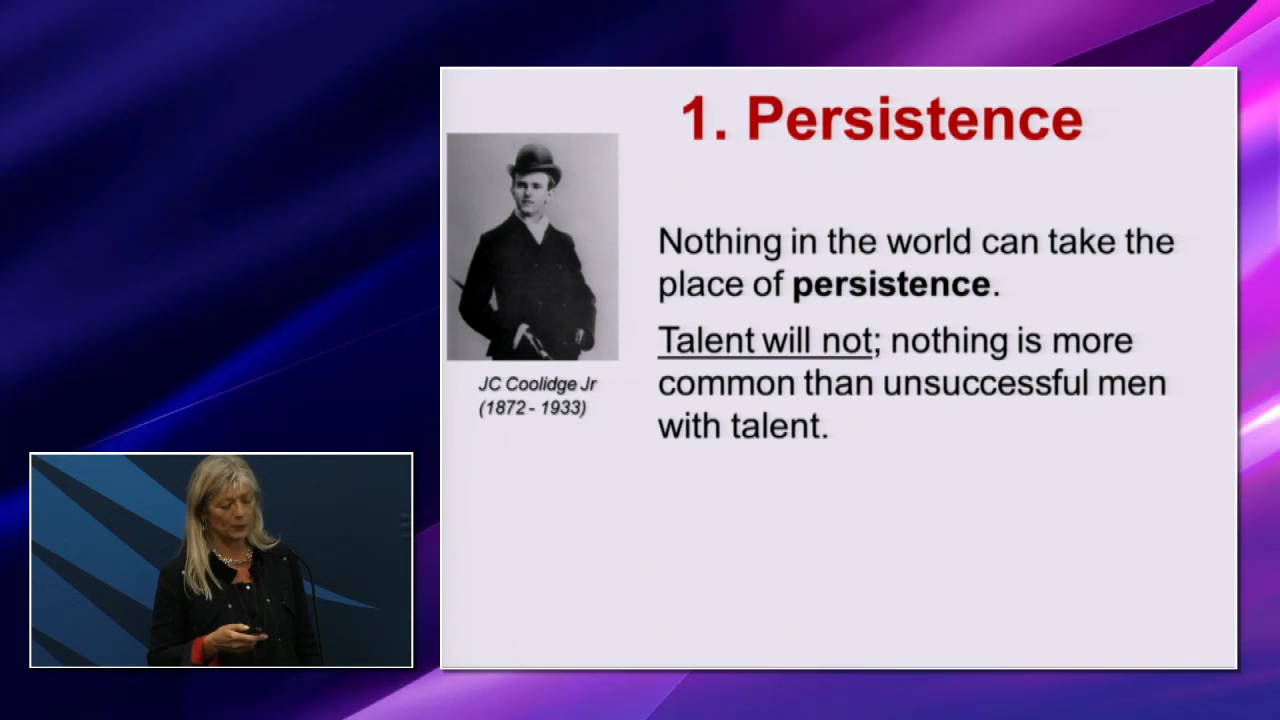 1. Persistence
Nothing in the world can take the
place of persistence.
Talent will not; nothing is more
common than unsuccessful men
with talent.
JC Coolidge Jr
(1872 - 1933)